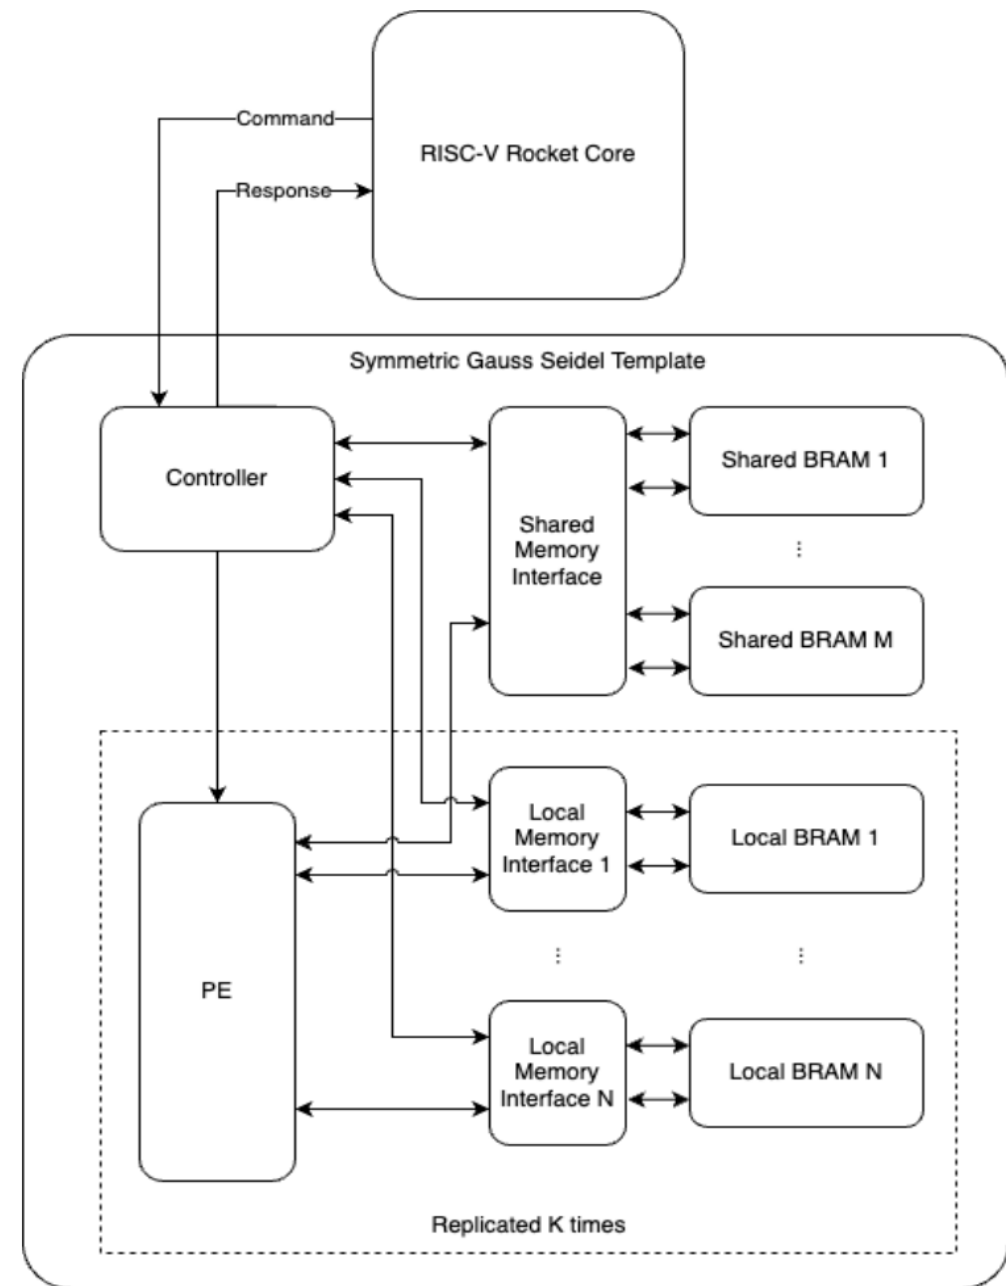 Command
RISC-V Rocket Core
Response
Symmetric Gauss Seidel Template
Controller
Shared
Memory
Interface
Shared BRAM 1
Shared BRAM M
PE
Local
Memory
Interface 1
Local BRAM 1
Local
Memory
Interface N
Local BRAM N
Replicated K times